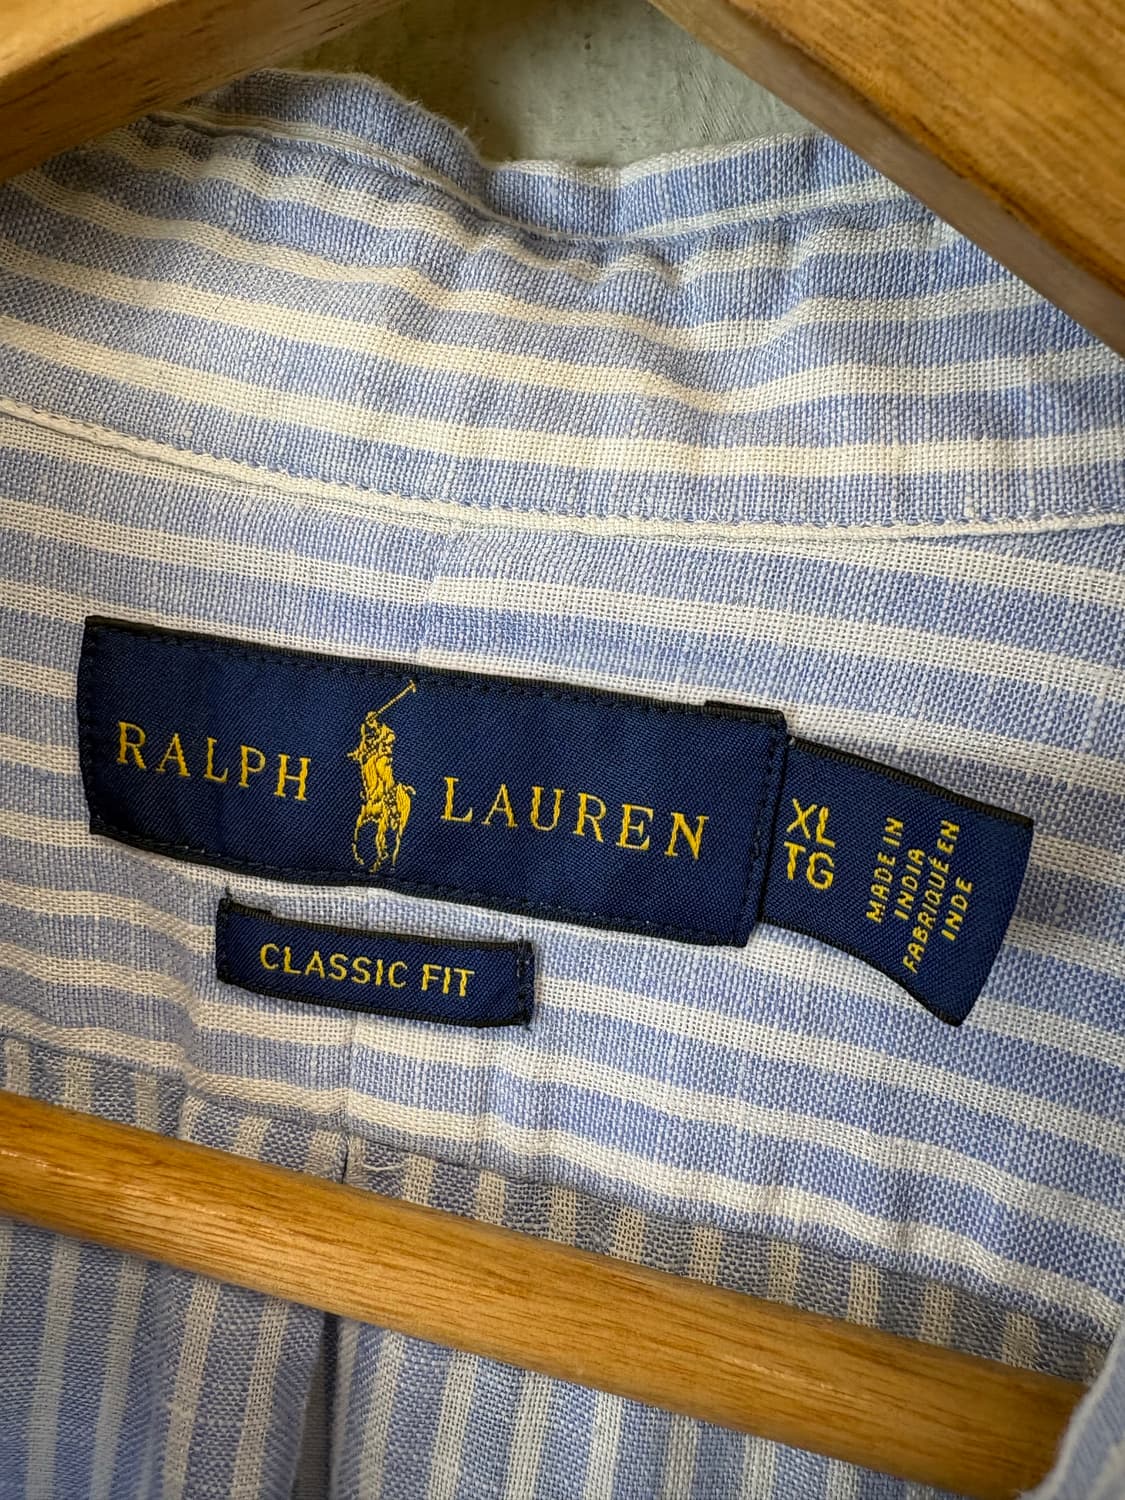 RALPH LAUREN
XL
TG
MADE IN
INDIA
FABRIQUÉ EN
INDE
CLASSIC FIT